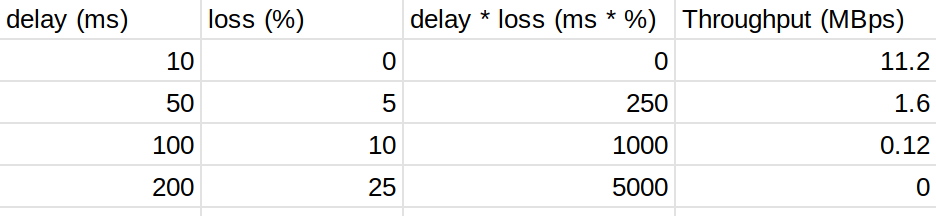 delay (ms) loss (%) delay * loss (ms * %) Throughput (MBps)
10 0 0 11.2
50 5 250 1.6
100 10 1000 0.12
200 25 5000 0